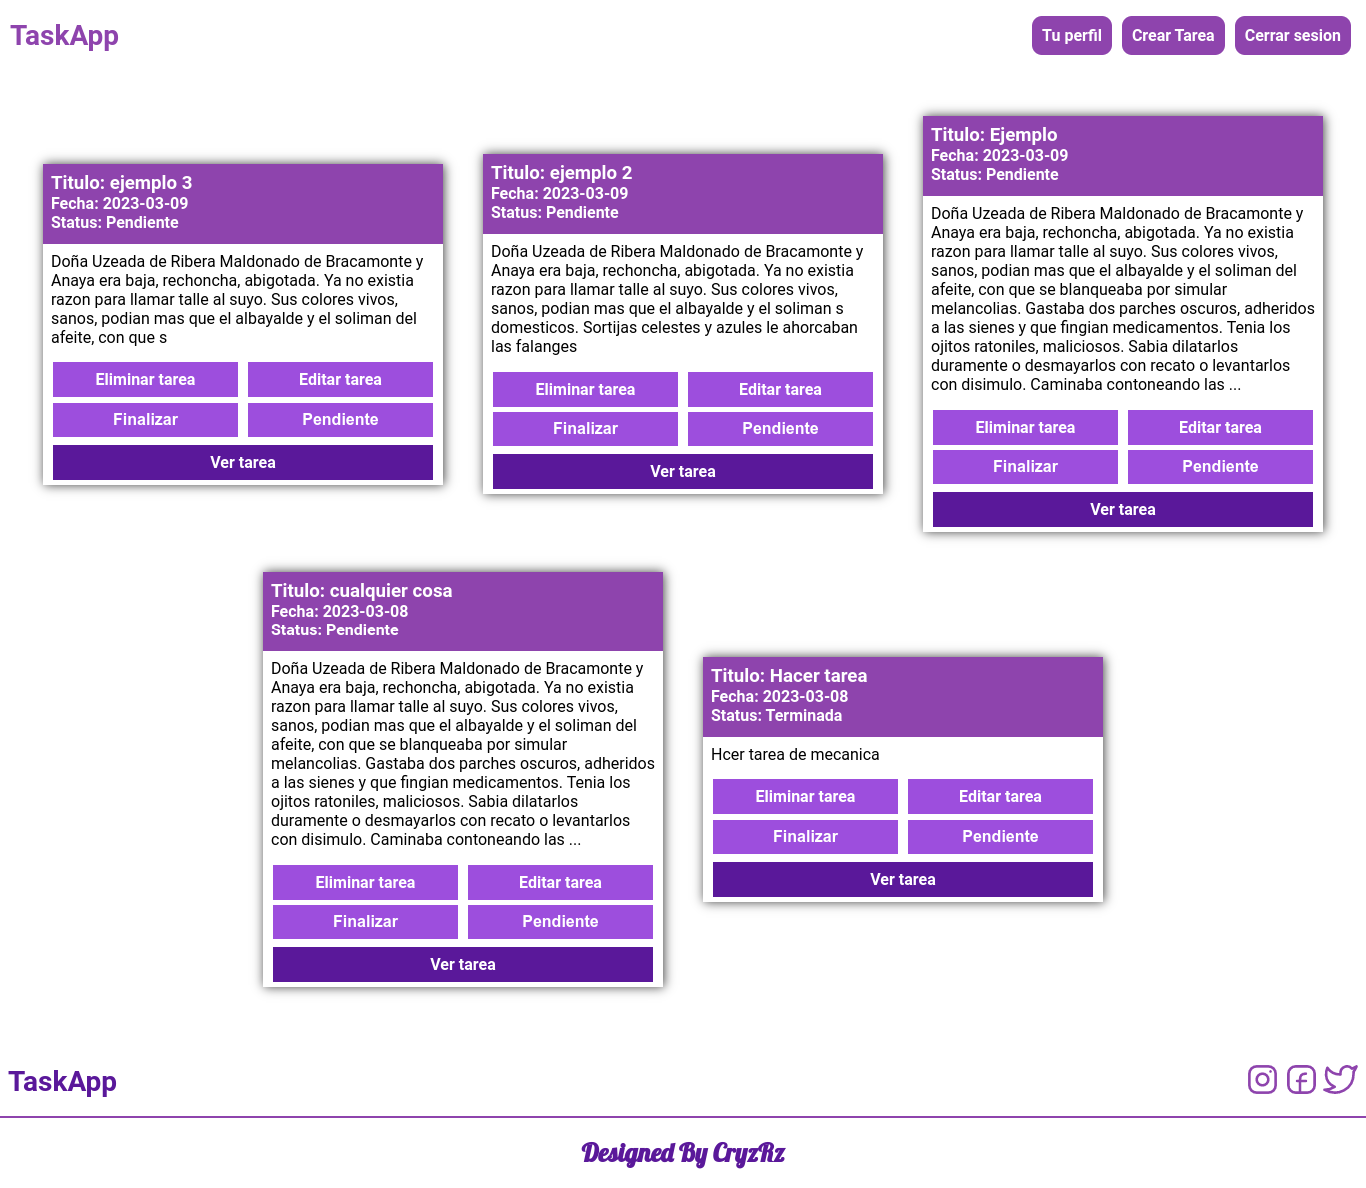 TaskApp
Tu perfil
Crear Tarea
Cerrar sesion
Titulo: ejemplo 3
Fecha: 2023-03-09
Status: Pendiente
Doña Uzeada de Ribera Maldonado de Bracamonte y
Anaya era baja, rechoncha, abigotada. Ya no existia
razon para llamar talle al suyo. Sus colores vivos,
sanos, podian mas que el albayalde y el soliman del
afeite, con que s
Eliminar tarea
Editar tarea
Finalizar
Pendiente
Ver tarea
Titulo: ejemplo 2
Fecha: 2023-03-09
Status: Pendiente
Doña Uzeada de Ribera Maldonado de Bracamonte y
Anaya era baja, rechoncha, abigotada. Ya no existia
razon para llamar talle al suyo. Sus colores vivos,
sanos, podian mas que el albayalde y el soliman s
domesticos. Sortijas celestes y azules le ahorcaban
las falanges
Eliminar tarea
Editar tarea
Finalizar
Pendiente
Ver tarea
Titulo: Ejemplo
Fecha: 2023-03-09
Status: Pendiente
Doña Uzeada de Ribera Maldonado de Bracamonte y
Anaya era baja, rechoncha, abigotada. Ya no existia
razon para llamar talle al suyo. Sus colores vivos,
sanos, podian mas que el albayalde y el soliman del
afeite, con que se blanqueaba por simular
melancolias. Gastaba dos parches oscuros, adheridos
a las sienes y que fingian medicamentos. Tenia los
ojitos ratoniles, maliciosos. Sabia dilatarlos
duramente o desmayarlos con recato o levantarlos
con disimulo. Caminaba contoneando las ...
Eliminar tarea
Editar tarea
Finalizar
Pendiente
Ver tarea
Titulo: cualquier cosa
Fecha: 2023-03-08
Status: Pendiente
Doña Uzeada de Ribera Maldonado de Bracamonte y
Anaya era baja, rechoncha, abigotada. Ya no existia
razon para llamar talle al suyo. Sus colores vivos,
sanos, podian mas que el albayalde y el soliman del
afeite, con que se blanqueaba por simular
melancolias. Gastaba dos parches oscuros, adheridos
a las sienes y que fingian medicamentos. Tenia los
ojitos ratoniles, maliciosos. Sabia dilatarlos
duramente o desmayarlos con recato o levantarlos
con disimulo. Caminaba contoneando las ...
Eliminar tarea
Editar tarea
Finalizar
Pendiente
Ver tarea
Titulo: Hacer tarea
Fecha: 2023-03-08
Status: Terminada
Hcer tarea de mecanica
Eliminar tarea
Editar tarea
Finalizar
Pendiente
Ver tarea
TaskApp
Designed By CryzRz